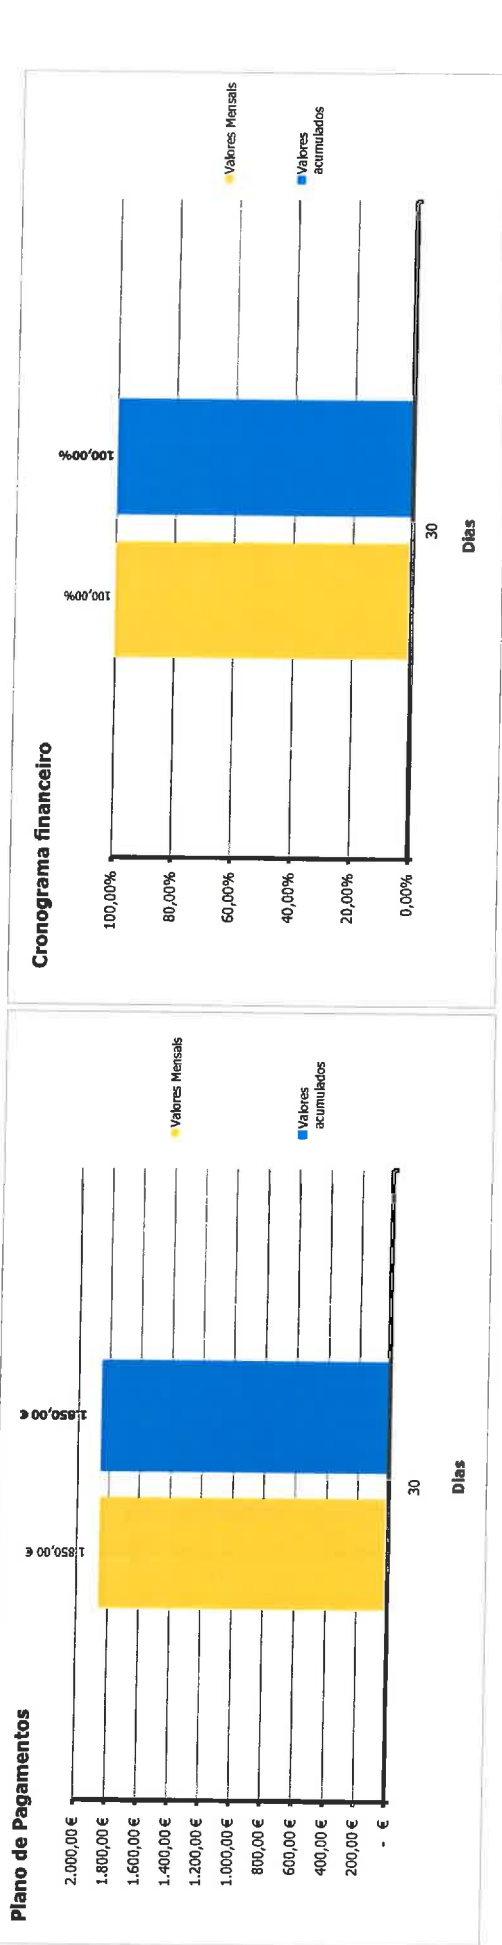 Plano de Pagamentos
2.000,00 €
1.800,00 €
1.600,00 €
1.400,00 €
1.200,00 €
1.000,00 €
800,00 €
600,00 €
400,00 €
200,00 €
- €
1.850,00 €
1.850,00 €
30
Dias
Valores Mensais
Valores
acumulados
Cronograma financeiro
100,00%
80,00%
60,00%
40,00%
20,00%
0,00%
100,00%
100,00%
30
Dias
Valores Mensais
Valores
acumulados